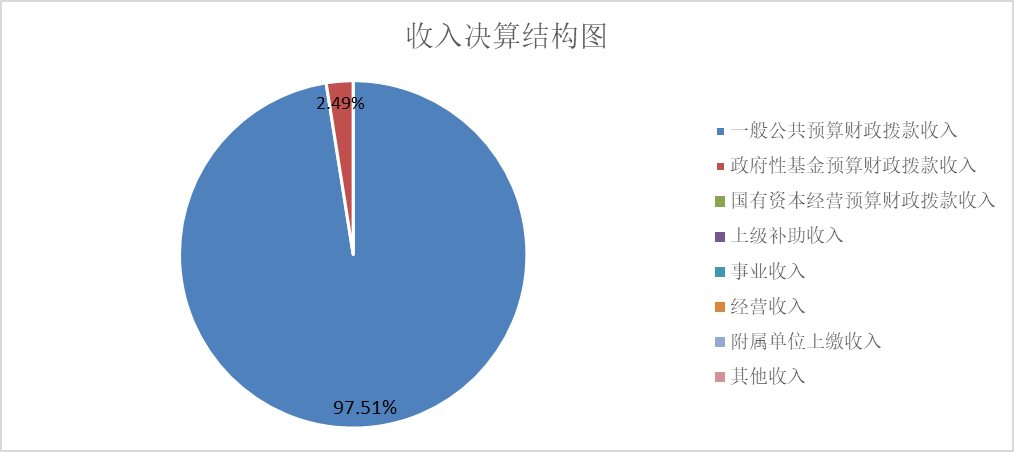 收入决算结构图
2.49%
97.51%
一般公共预算财政拨款收入
政府性基金预算财政拨款收入
国有资本经营预算财政拨款收入
上级补助收入
事业收入
经营收入
附属单位上缴收入
其他收入